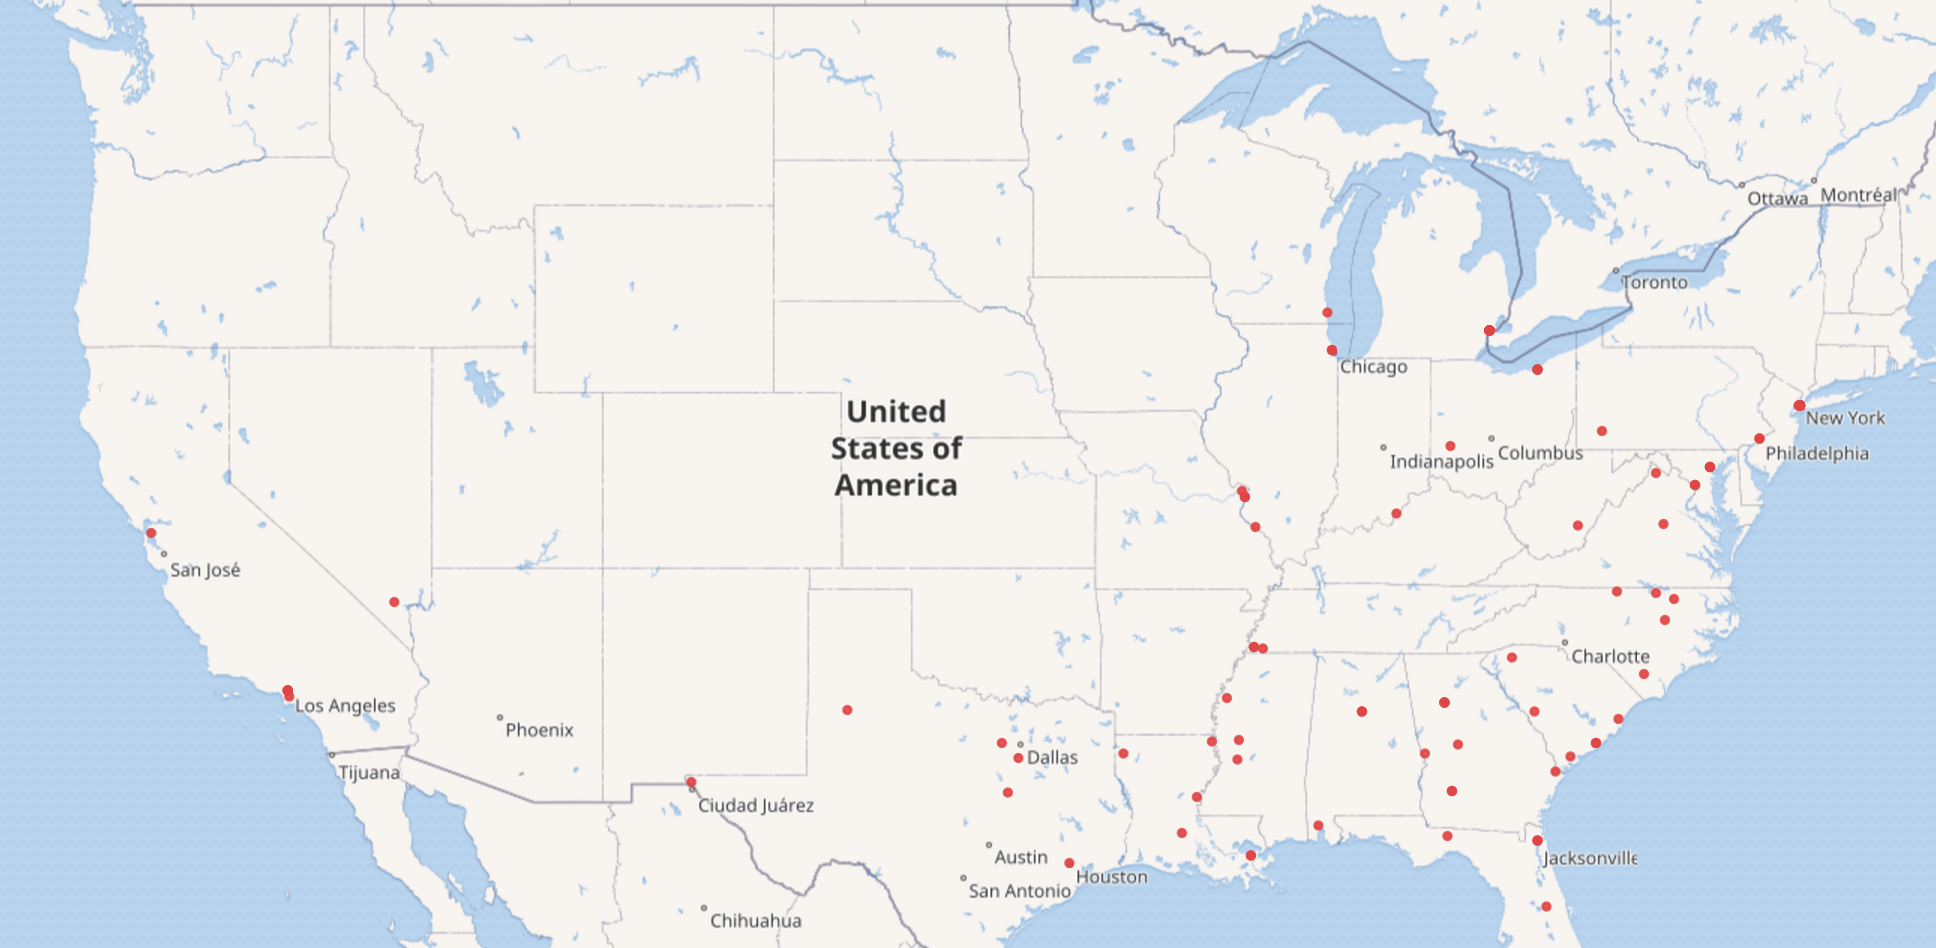 Ottawa
Montréal
Toronto
Chicago
United
States of
America
New York
Columbus
Indianapolis
Philadelphia
San José
Charlotte
Los Angeles
Phoenix
Dallas
Tijuana
Ciudad Juárez
Austin
Jacksonville
Houston
San Antonio
Chihuahua